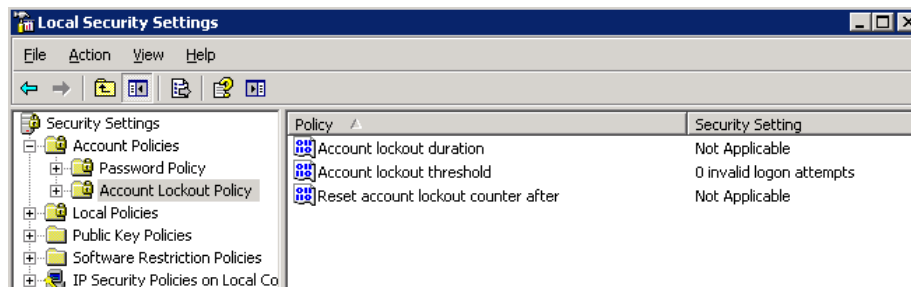 Local Security Settings
File Action View Help
Security Settings
Account Policies
Password Policy
Account Lockout Policy
Local Policies
Public Key Policies
Software Restriction Policies
IP Security Policies on Local Co
Policy Security Setting
Account lockout duration Not Applicable
Account lockout threshold 0 invalid logon attempts
Reset account lockout counter after Not Applicable